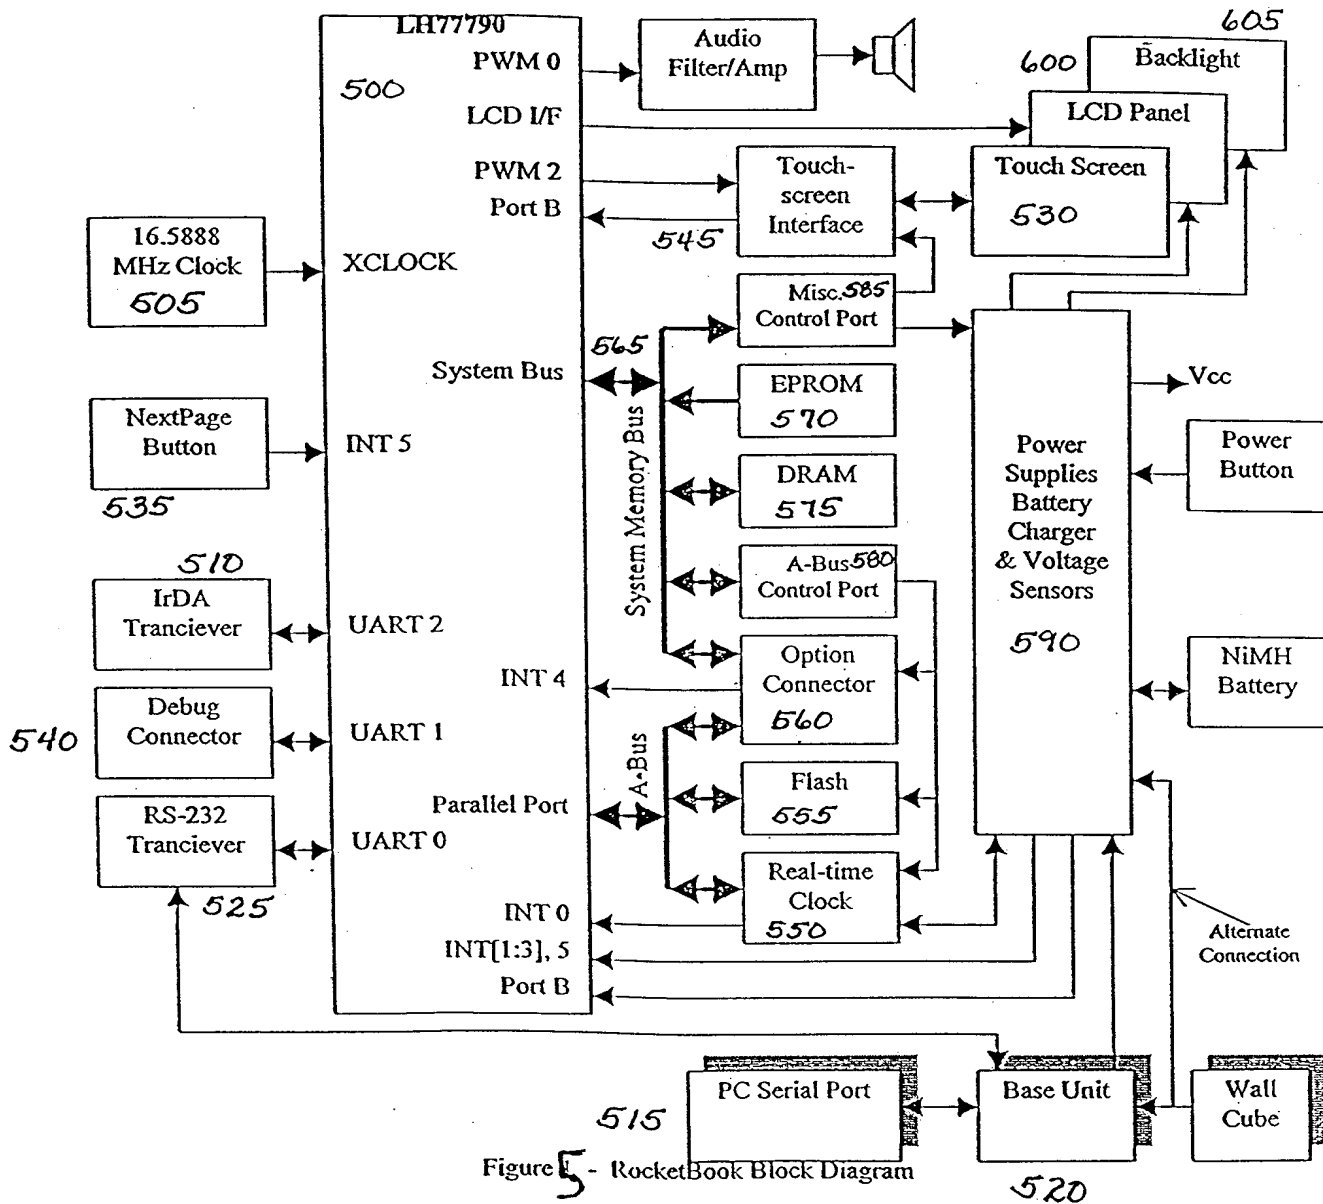 LH77790
500
PWM 0
LCD I/F
PWM 2
Port B
XCLOCK
System Bus
INT 5
UART 2
INT 4
UART 1
Parallel Port
UART 0
INT 0
INT[1:3], 5
Port B
Audio
Filter/Amp
605
Backlight
600
LCD Panel
Touch Screen
530
Touch-
screen
Interface
545
16.5888
MHz Clock
505
NextPage
Button
535
510
IrDA
Tranciever
Debug
Connector
540
RS-232
Tranciever
525
565
System Memory Bus
A-Bus
Misc. 585
Control Port
EPROM
570
DRAM
575
A-Bus 580
Control Port
Option
Connector
560
Flash
555
Real-time
Clock
550
Power
Supplies
Battery
Charger
& Voltage
Sensors
590
Vcc
Power
Button
NiMH
Battery
Alternate
Connection
PC Serial Port
515
Base Unit
520
Wall
Cube
Figure 5 - RocketBook Block Diagram